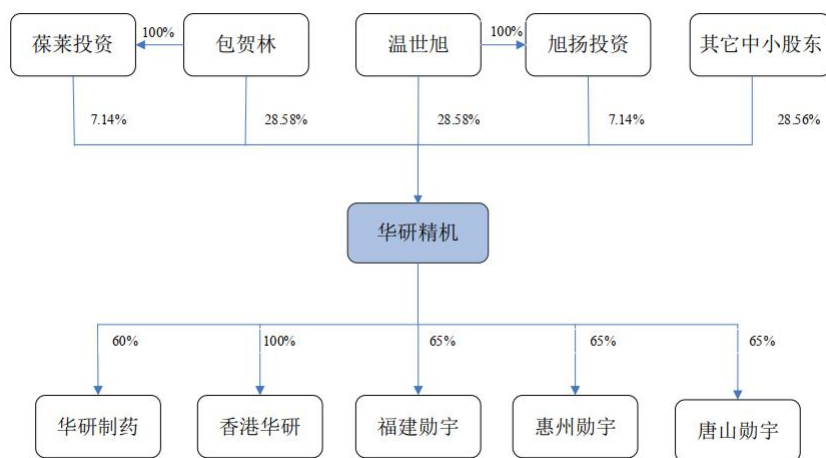 葆莱投资
100%
包贺林
温世旭
100%
旭扬投资
其它中小股东
7.14%
28.58%
28.58%
7.14%
28.56%
华研精机
60%
100%
65%
65%
65%
华研制药
香港华研
福建勋宇
惠州勋宇
唐山勋宇